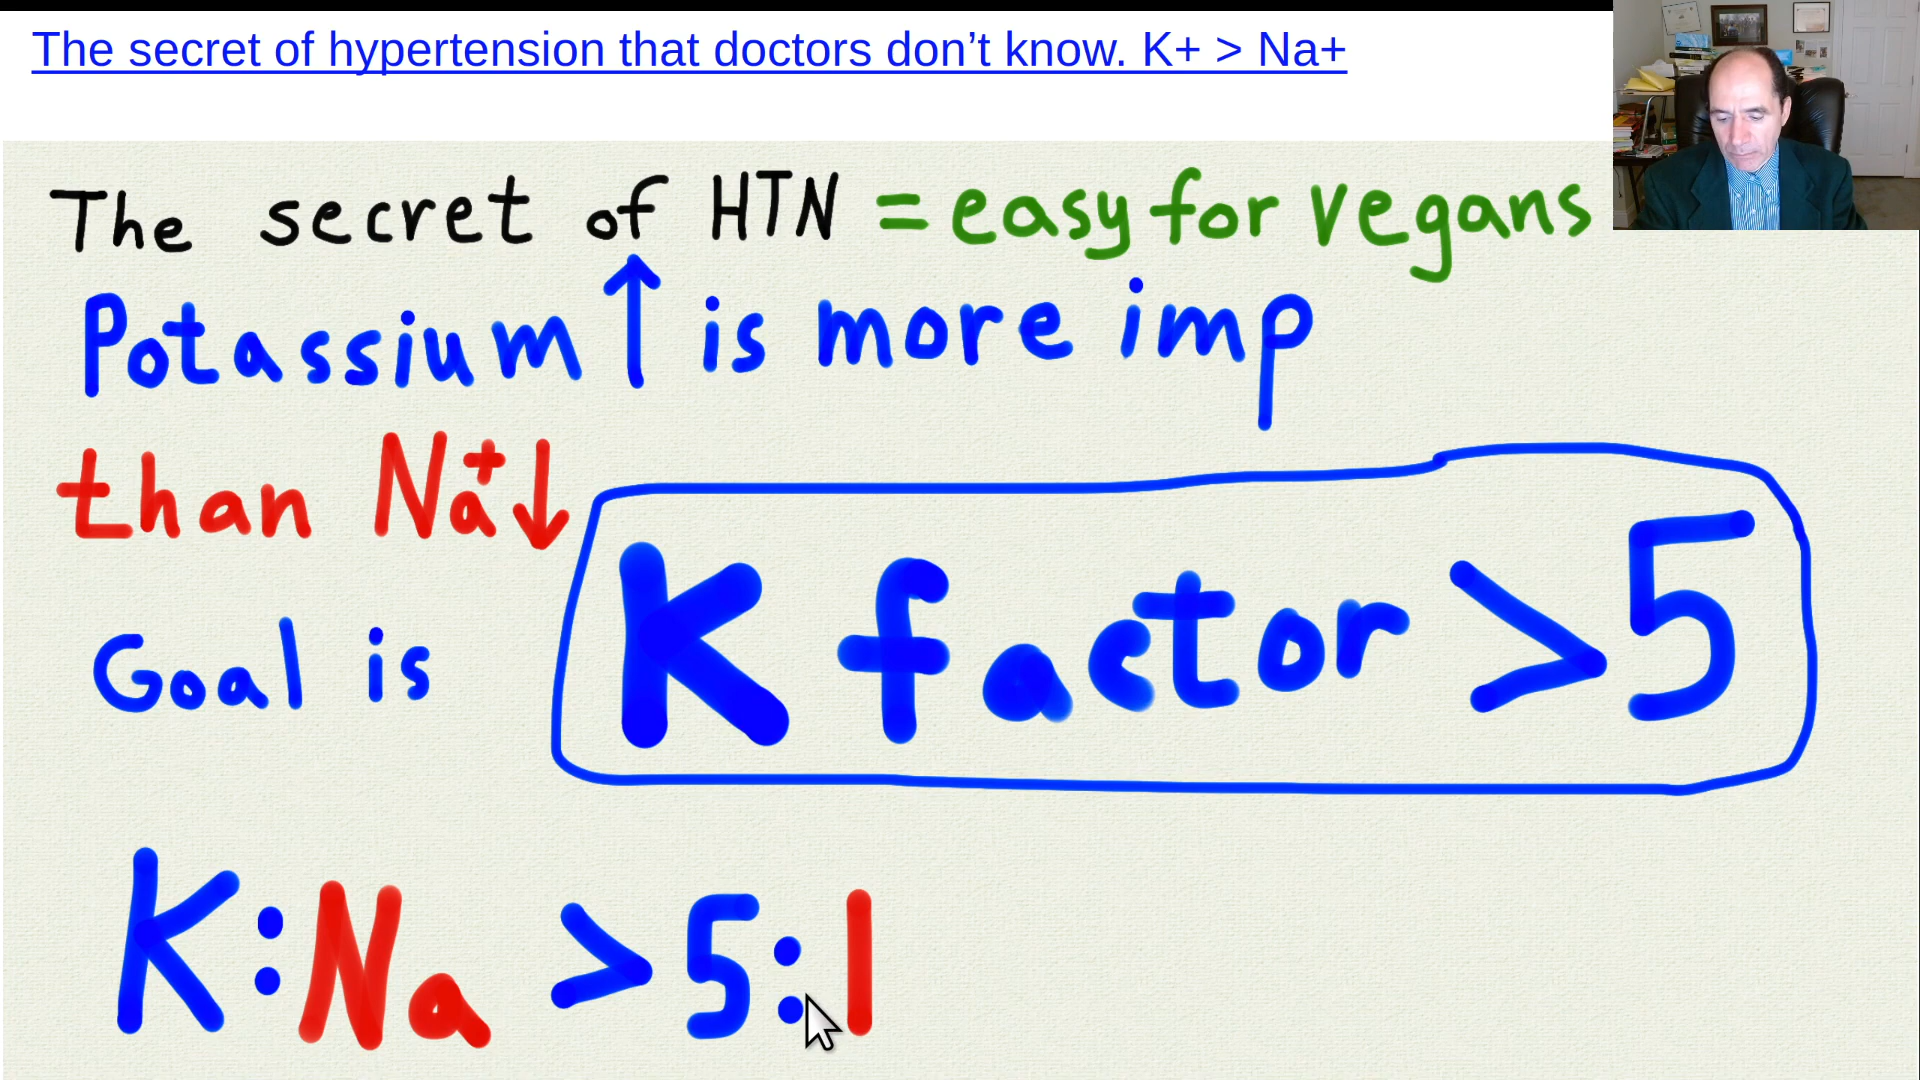 The secret of hypertension that doctors don’t know. K+ > Na+
The secret of HTN = easy for vegans
Potassium ↑ is more imp
than Na+ ↓
Goal is K factor > 5
K:Na > 5:1